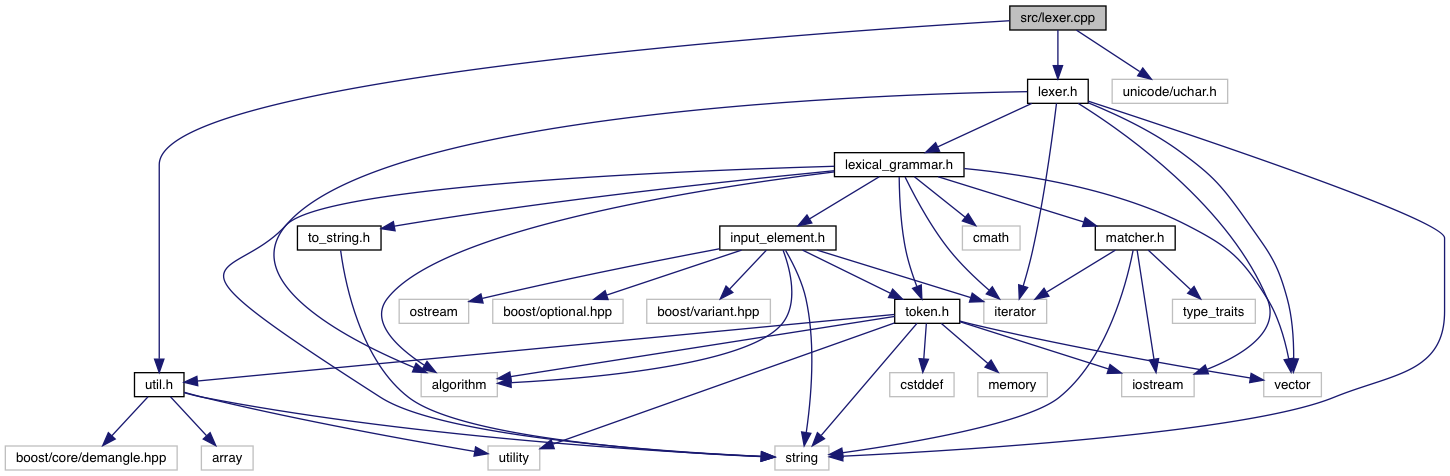 src/lexer.cpp
lexer.h
unicode/uchar.h
lexical_grammar.h
to_string.h
input_element.h
cmath
matcher.h
ostream
boost/optional.hpp
boost/variant.hpp
token.h
iterator
type_traits
util.h
algorithm
cstddef
memory
iostream
vector
boost/core/demangle.hpp
array
utility
string